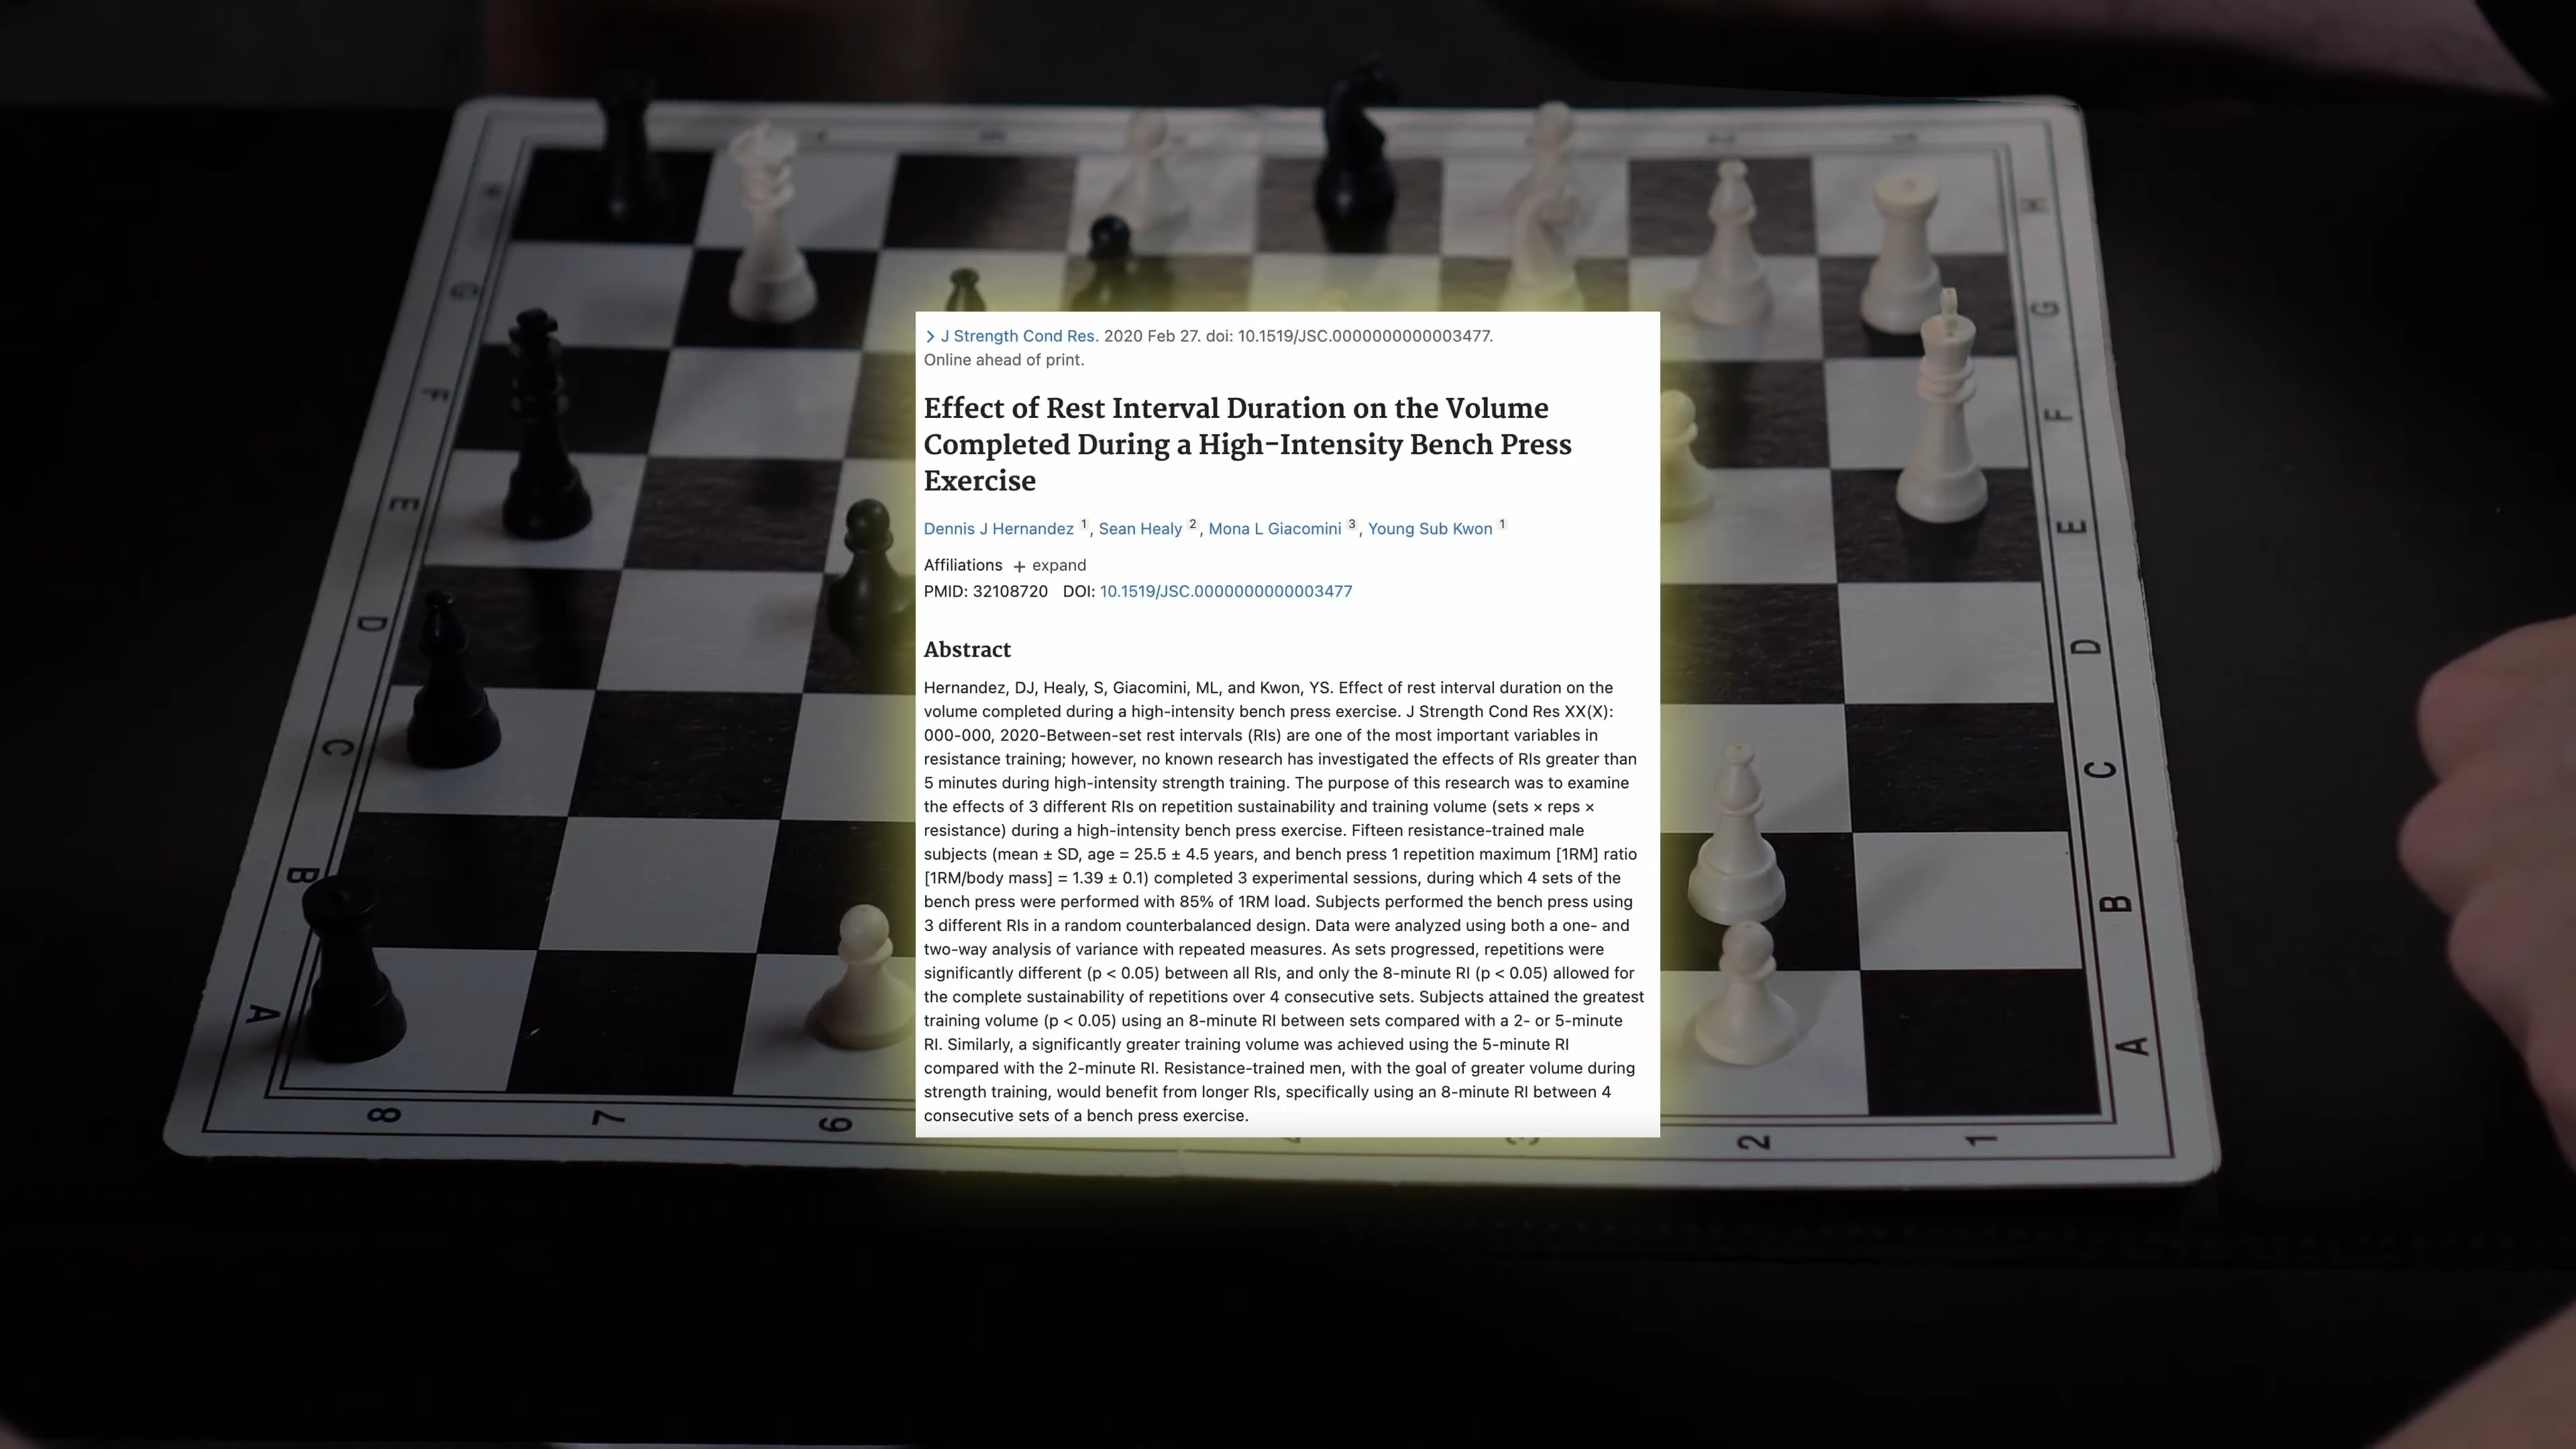 > J Strength Cond Res. 2020 Feb 27. doi: 10.1519/JSC.0000000000003477.
Online ahead of print.
Effect of Rest Interval Duration on the Volume
Completed During a High-Intensity Bench Press
Exercise
Dennis J Hernandez 1, Sean Healy 2, Mona L Giacomini 3, Young Sub Kwon 1
Affiliations + expand
PMID: 32108720 DOI: 10.1519/JSC.0000000000003477
Abstract
Hernandez, DJ, Healy, S, Giacomini, ML, and Kwon, YS. Effect of rest interval duration on the
volume completed during a high-intensity bench press exercise. J Strength Cond Res XX(X):
000-000, 2020-Between-set rest intervals (RIs) are one of the most important variables in
resistance training; however, no known research has investigated the effects of RIs greater than
5 minutes during high-intensity strength training. The purpose of this research was to examine
the effects of 3 different RIs on repetition sustainability and training volume (sets × reps ×
resistance) during a high-intensity bench press exercise. Fifteen resistance-trained male
subjects (mean ± SD, age = 25.5 ± 4.5 years, and bench press 1 repetition maximum [1RM] ratio
[1RM/body mass] = 1.39 ± 0.1) completed 3 experimental sessions, during which 4 sets of the
bench press were performed with 85% of 1RM load. Subjects performed the bench press using
3 different RIs in a random counterbalanced design. Data were analyzed using both a one- and
two-way analysis of variance with repeated measures. As sets progressed, repetitions were
significantly different (p < 0.05) between all RIs, and only the 8-minute RI (p < 0.05) allowed for
the complete sustainability of repetitions over 4 consecutive sets. Subjects attained the greatest
training volume (p < 0.05) using an 8-minute RI between sets compared with a 2- or 5-minute
RI. Similarly, a significantly greater training volume was achieved using the 5-minute RI
compared with the 2-minute RI. Resistance-trained men, with the goal of greater volume during
strength training, would benefit from longer RIs, specifically using an 8-minute RI between 4
consecutive sets of a bench press exercise.
G
F
E
D
C
B
A
H
G
F
E
D
C
B
A
8
7
6
2
1